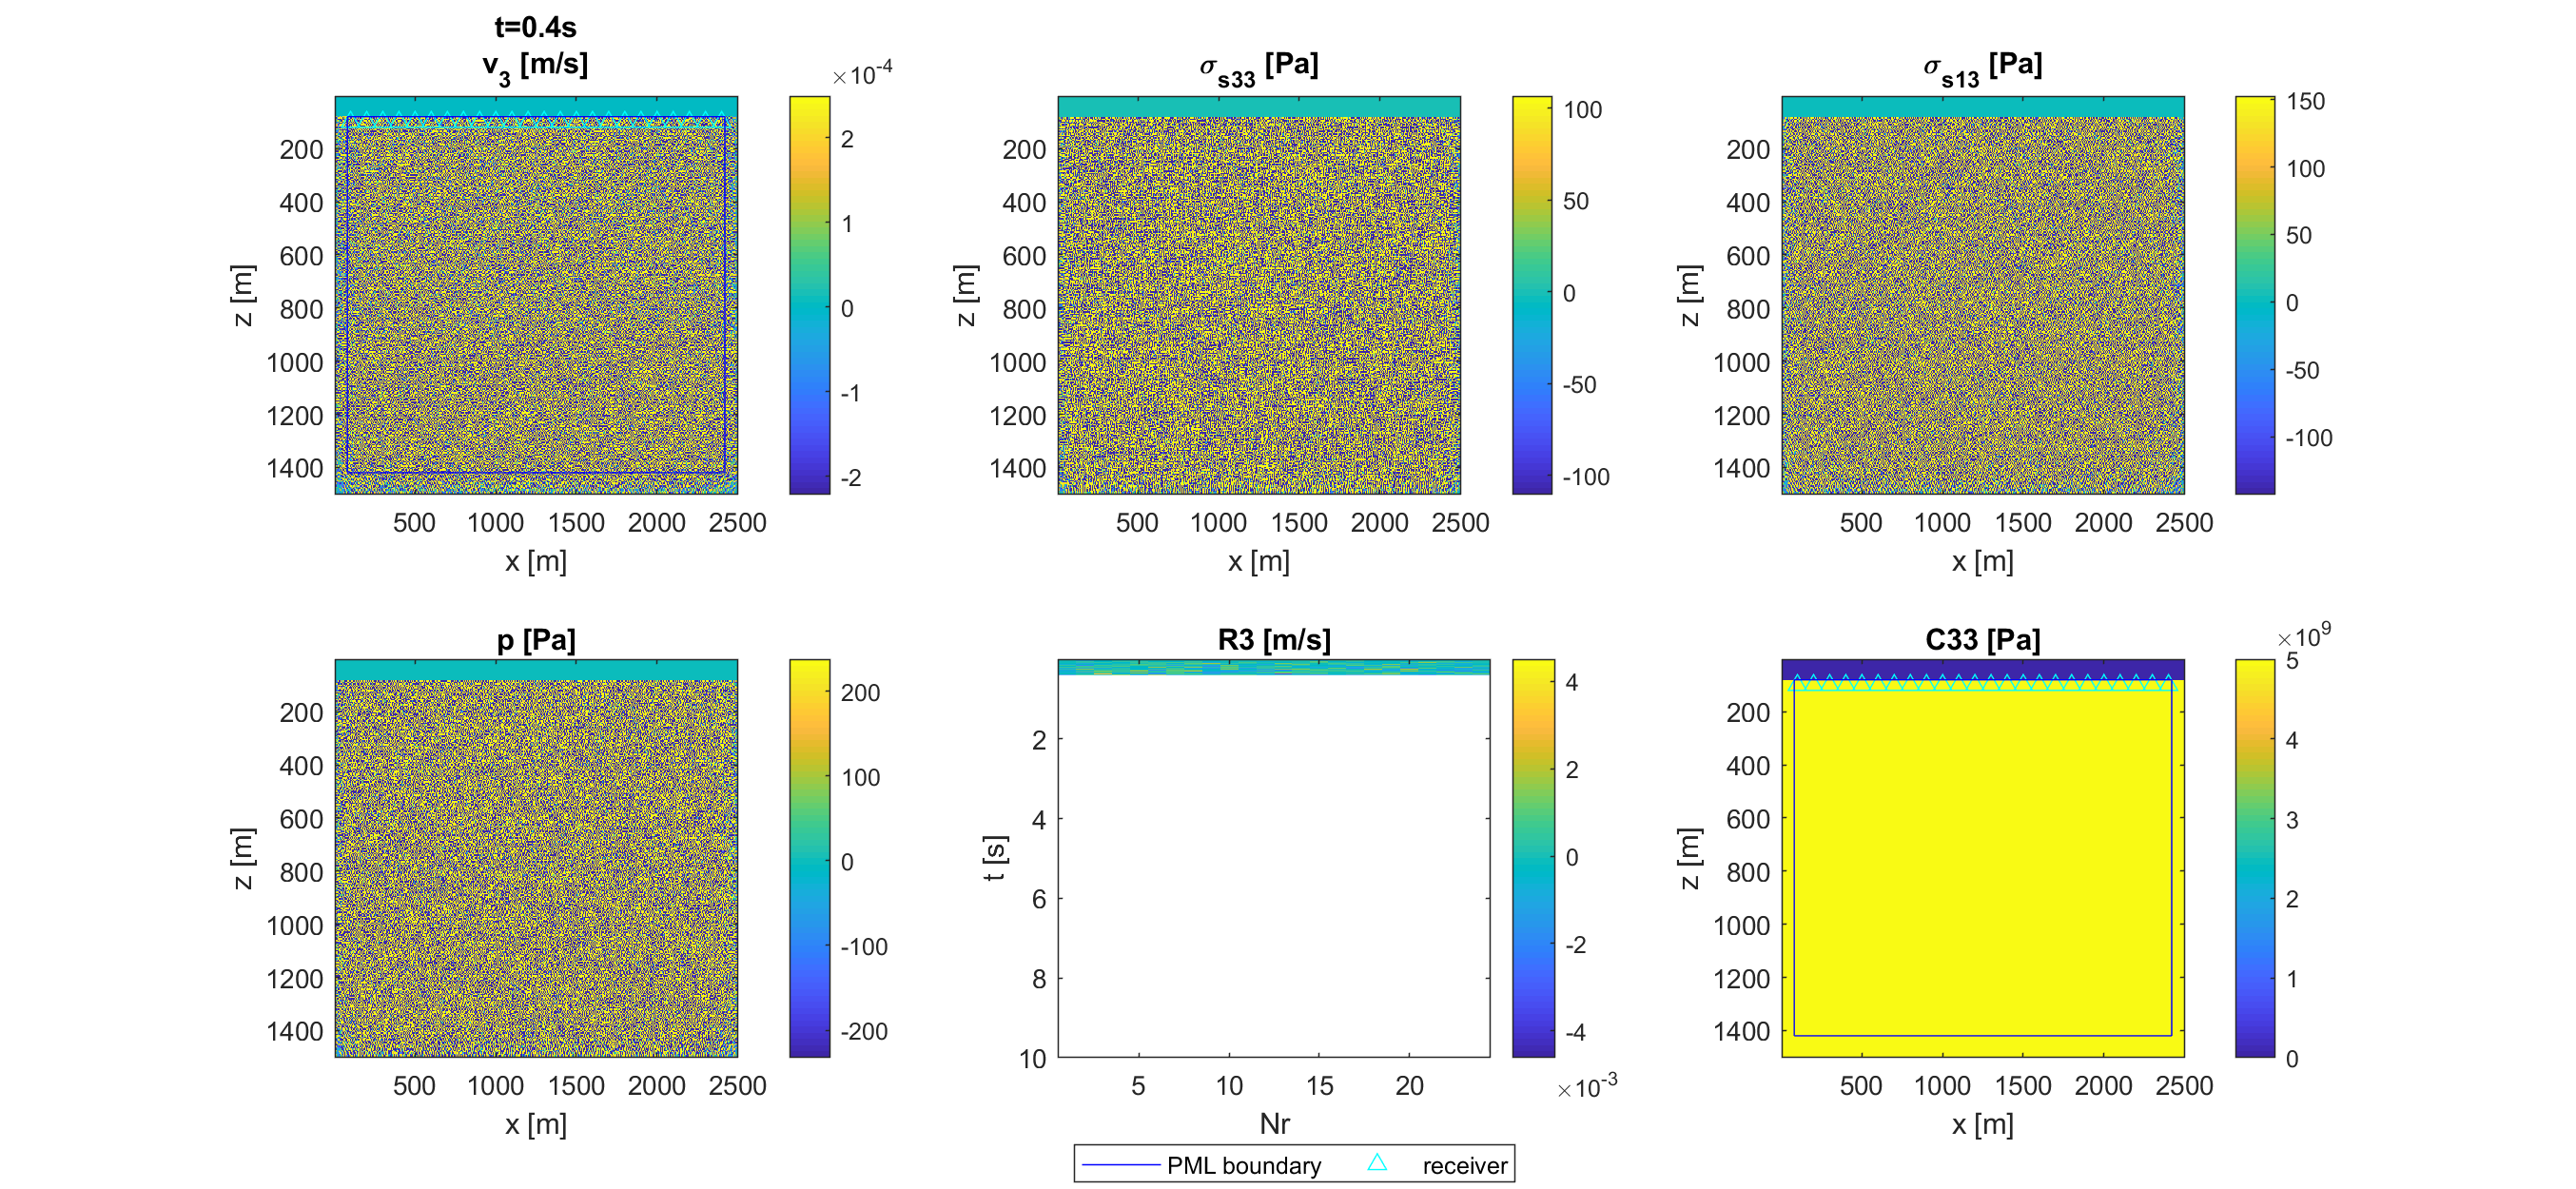 t=0.4s
v3 [m/s]
×10-4
200
400
600
800
1000
1200
1400
z [m]
500 1000 1500 2000 2500
x [m]
2
1
0
-1
-2
σs33 [Pa]
200
400
600
800
1000
1200
1400
z [m]
500 1000 1500 2000 2500
x [m]
100
50
0
-50
-100
σs13 [Pa]
200
400
600
800
1000
1200
1400
z [m]
500 1000 1500 2000 2500
x [m]
150
100
50
0
-50
-100
p [Pa]
200
400
600
800
1000
1200
1400
z [m]
500 1000 1500 2000 2500
x [m]
200
100
0
-100
-200
R3 [m/s]
2
4
6
8
10
t [s]
5 10 15 20
Nr
4
2
0
-2
-4
×10-3
PML boundary receiver
C33 [Pa]
×109
200
400
600
800
1000
1200
1400
z [m]
500 1000 1500 2000 2500
x [m]
5
4
3
2
1
0